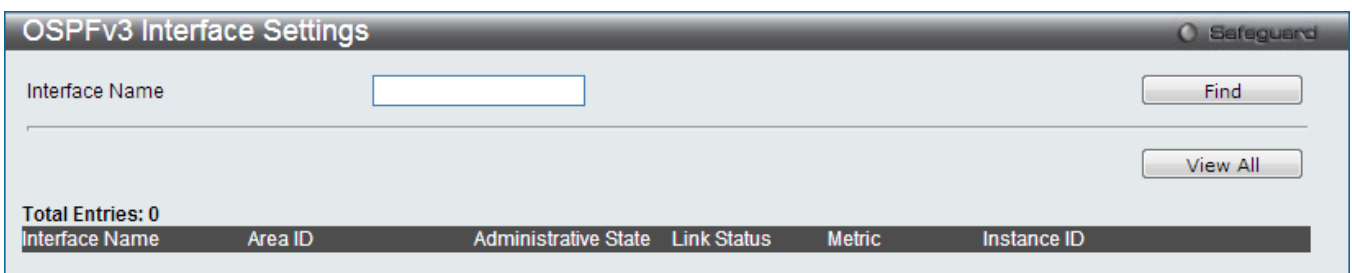 OSPFv3 Interface Settings
Safeguard
Interface Name
Find
View All
Total Entries: 0
Interface Name Area ID Administrative State Link Status Metric Instance ID